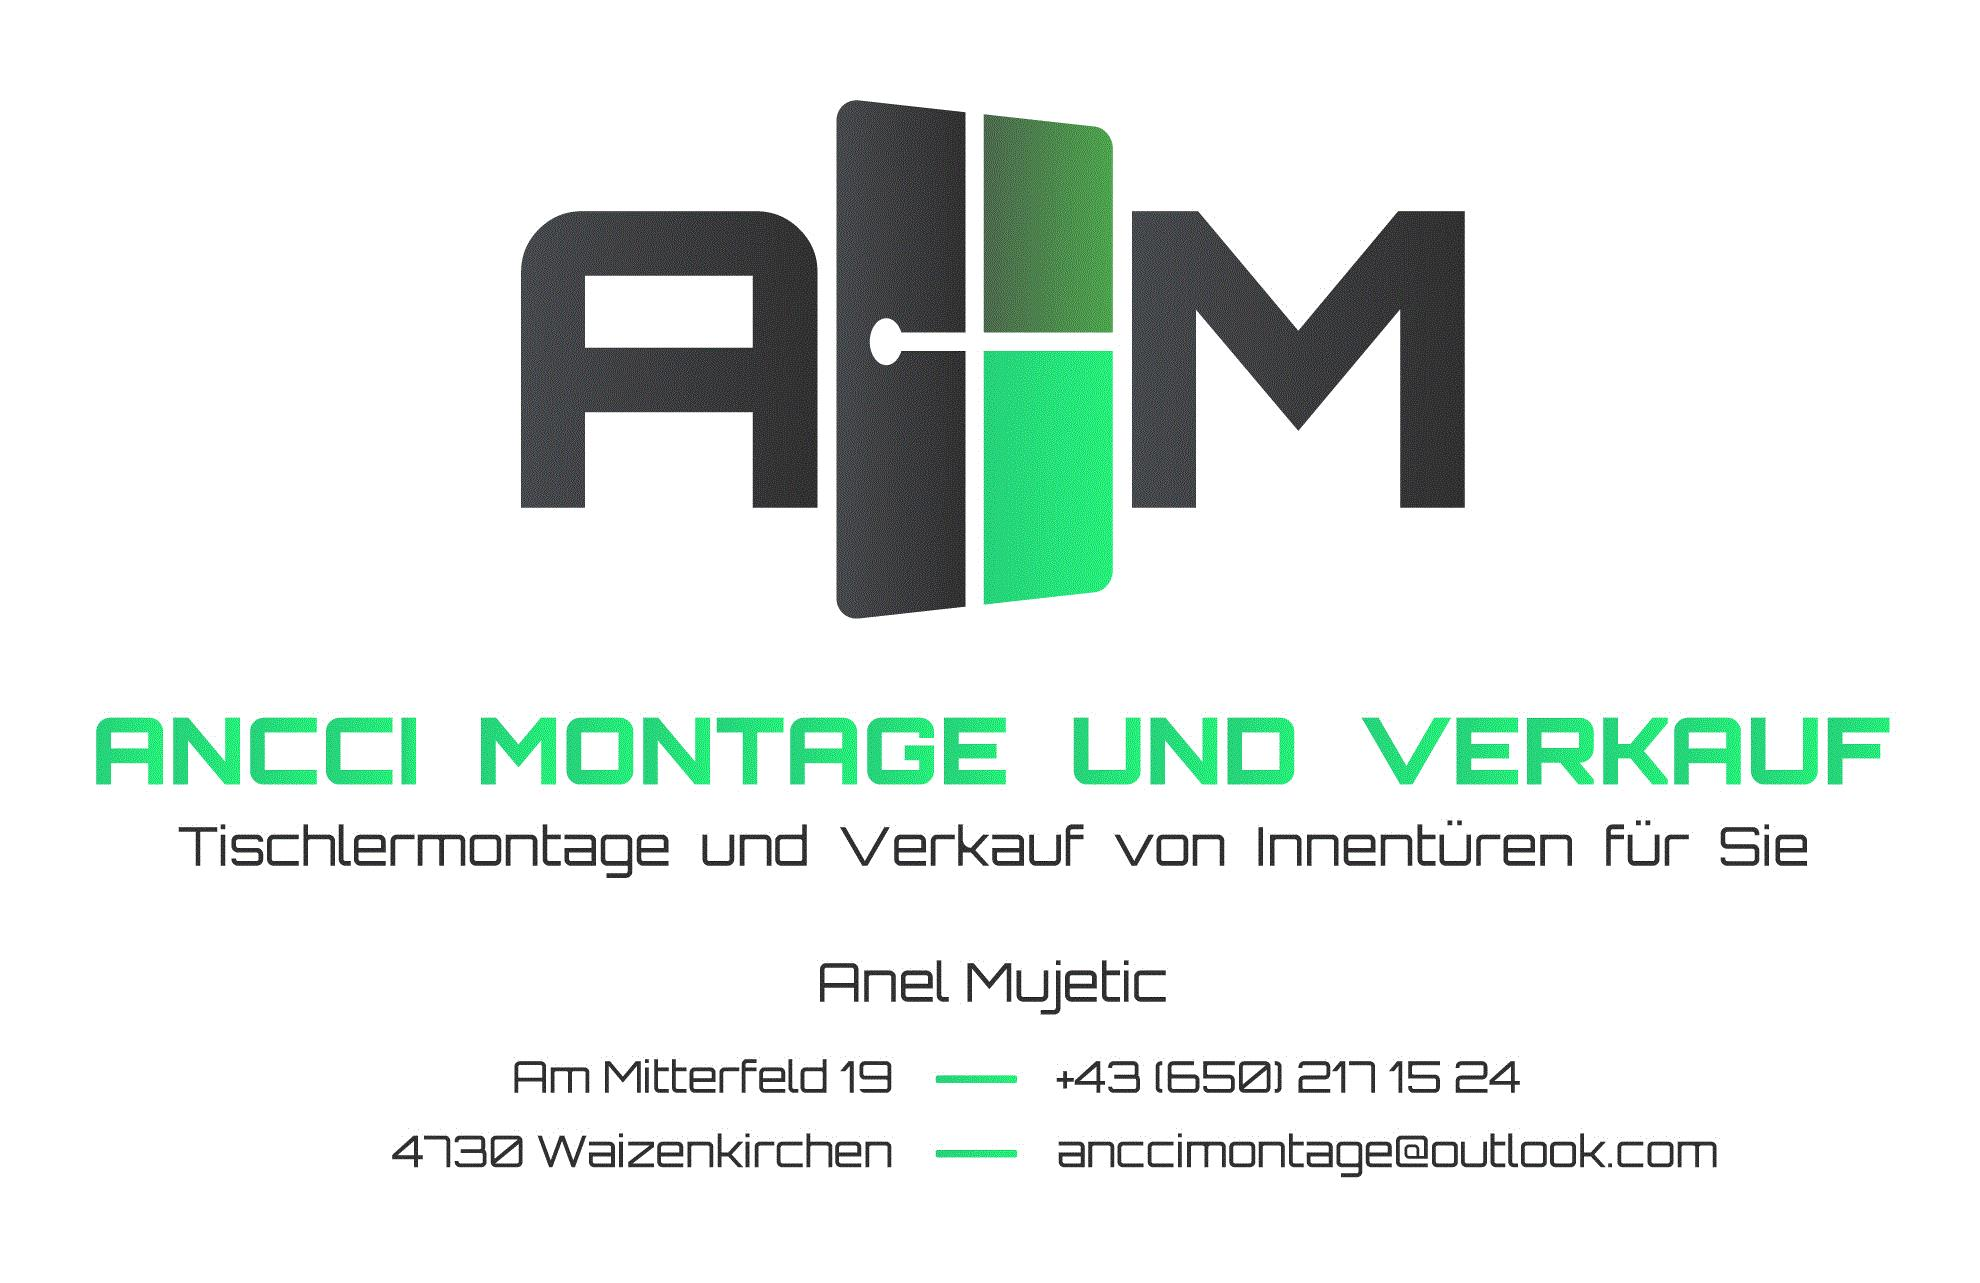 AM
ANCCI MONTAGE UND VERKAUF
Tischlermontage und Verkauf von Innentüren für Sie
Anel Mujetic
Am Mitterfeld 19 — +43 (650) 217 15 24
4730 Waizenkirchen — anccimontage@outlook.com